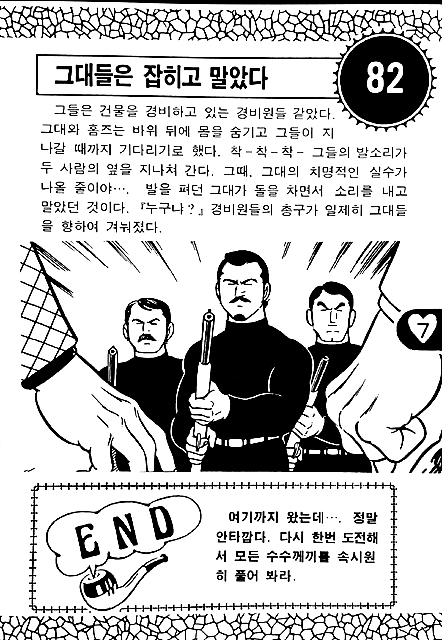 그대들은 잡히고 말았다
82
그들은 건물을 경비하고 있는 경비원들 같았다.
그대와 홈즈는 바위 뒤에 몸을 숨기고 그들이 지
나갈 때까지 기다리기로 했다. 착-착-착- 그들의 발소리가
두 사람의 옆을 지나쳐 간다. 그때, 그대의 치명적인 실수가
나올 줄이야…. 발을 펴던 그대가 돌을 차면서 소리를 내고
말았던 것이다. 『누구냐?』 경비원들의 총구가 일제히 그대들
을 향하여 겨눠졌다.
7
END
여기까지 왔는데…. 정말
안타깝다. 다시 한번 도전해
서 모든 수수께끼를 속시원
히 풀어 봐라.